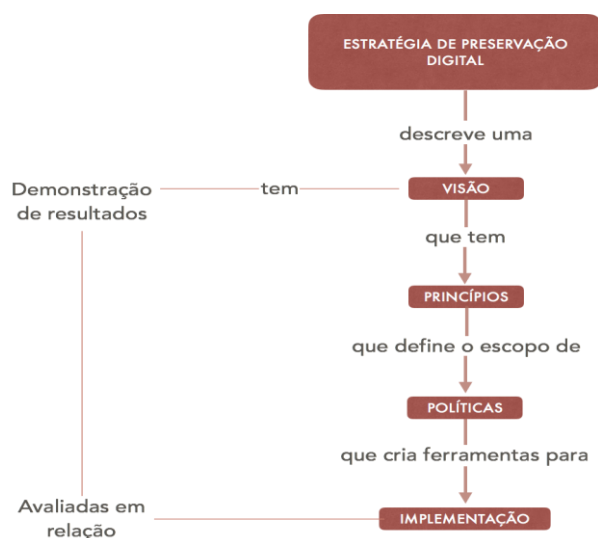 ESTRATÉGIA DE PRESERVAÇÃO
DIGITAL
descreve uma
Demonstração
de resultados
tem
VISÃO
que tem
PRINCÍPIOS
que define o escopo de
POLÍTICAS
que cria ferramentas para
Avaliadas em
relação
IMPLEMENTAÇÃO